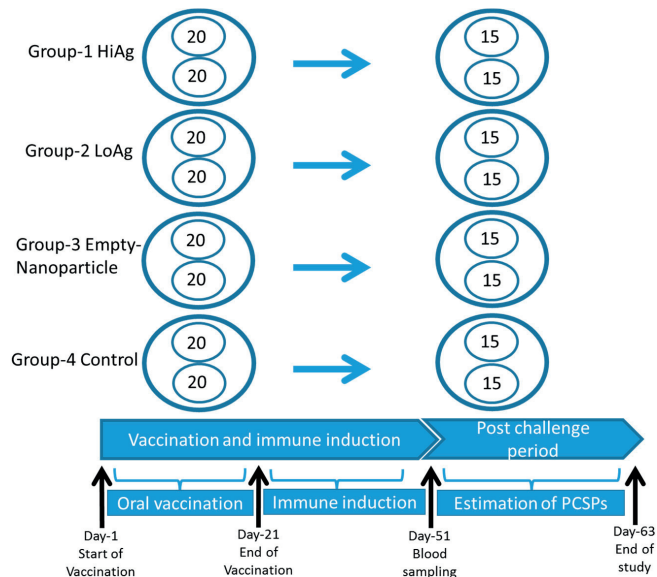 Group-1 HiAg
20
20
15
15
Group-2 LoAg
20
20
15
15
Group-3 Empty-
Nanoparticle
20
20
15
15
Group-4 Control
20
20
15
15
Vaccination and immune induction
Post challenge
period
Oral vaccination
Immune induction
Estimation of PCSPs
Day-1
Start of
Vaccination
Day-21
End of
Vaccination
Day-51
Blood
sampling
Day-63
End of
study